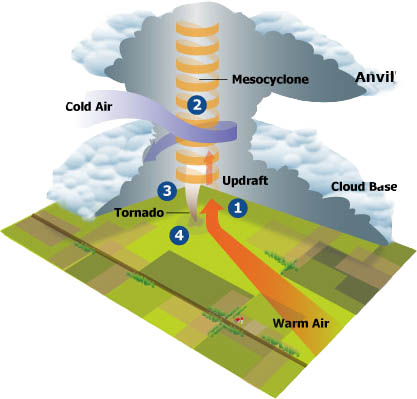 Mesocyclone
Anvil
2
Cold Air
Updraft
3
Cloud Base
1
Tornado
4
Warm Air